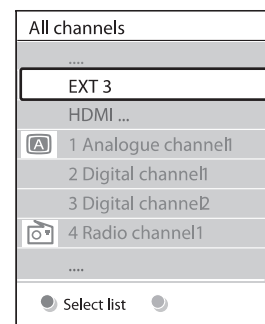 All channels
....
EXT 3
HDMI ...
A 1 Analogue channel1
2 Digital channel1
3 Digital channel2
4 Radio channel1
....
Select list